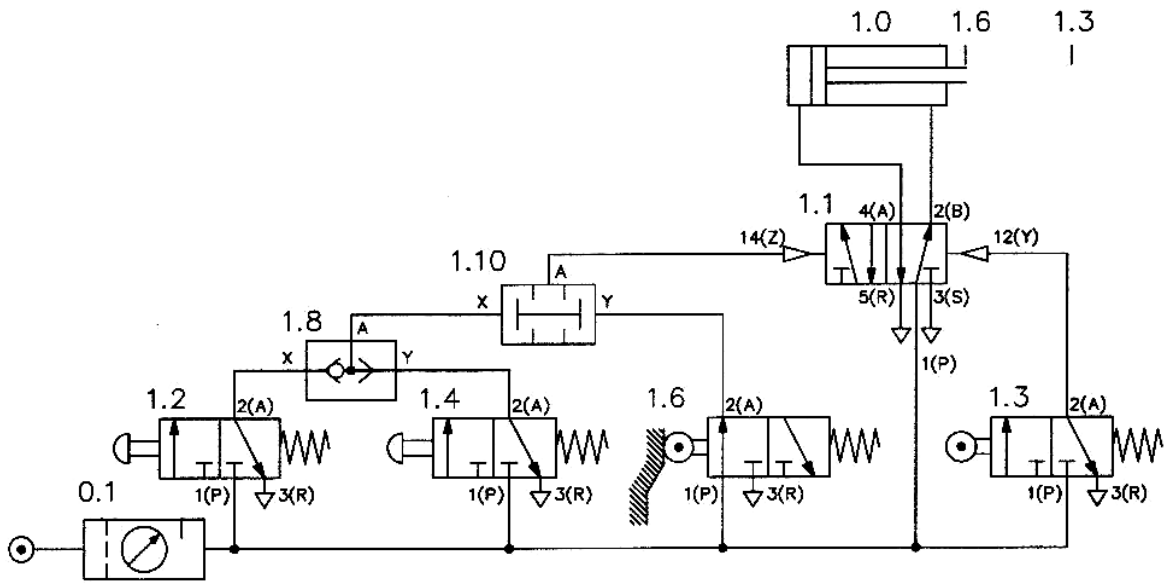 1.0 1.6 1.3
1.1 4(A) 2(B)
14(Z) 12(Y)
1.10 A
X Y 5(R) 3(S)
1.8 A
X Y 1(P)
1.2 2(A) 1.4 2(A) 1.6 2(A) 1.3 2(A)
0.1 1(P) 3(R) 1(P) 3(R) 1(P) 3(R) 1(P) 3(R)